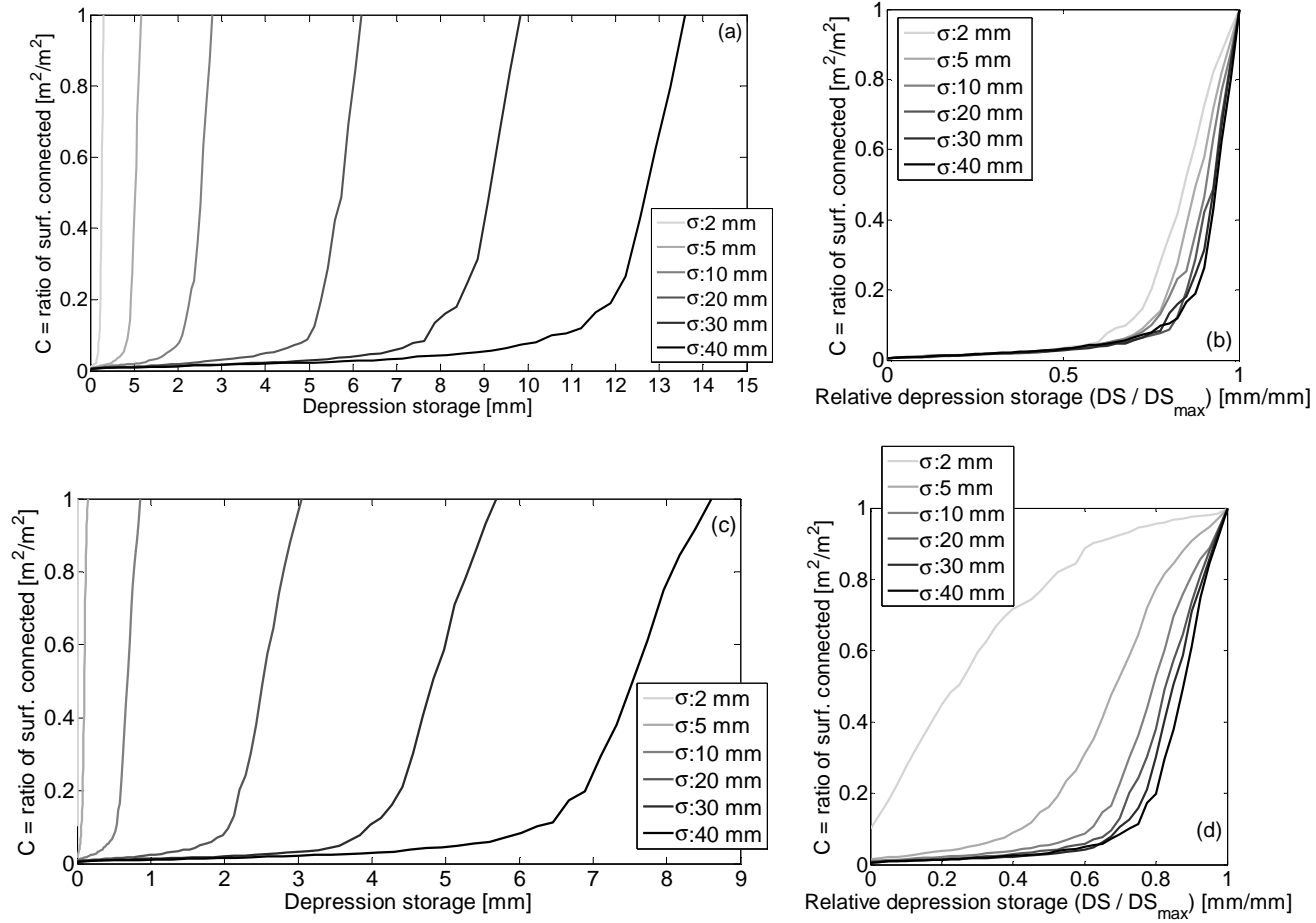 (a)
1
0.8
0.6
0.4
0.2
0
C = ratio of surf. connected [m²/m²]
0 1 2 3 4 5 6 7 8 9 10 11 12 13 14 15
Depression storage [mm]
σ:2 mm
σ:5 mm
σ:10 mm
σ:20 mm
σ:30 mm
σ:40 mm
(b)
1
0.8
0.6
0.4
0.2
0
C = ratio of surf. connected [m²/m²]
0 0.5 1
Relative depression storage (DS / DSmax) [mm/mm]
σ:2 mm
σ:5 mm
σ:10 mm
σ:20 mm
σ:30 mm
σ:40 mm
(c)
1
0.8
0.6
0.4
0.2
0
C = ratio of surf. connected [m²/m²]
0 1 2 3 4 5 6 7 8 9
Depression storage [mm]
σ:2 mm
σ:5 mm
σ:10 mm
σ:20 mm
σ:30 mm
σ:40 mm
(d)
1
0.8
0.6
0.4
0.2
0
C = ratio of surf. connected [m²/m²]
0 0.2 0.4 0.6 0.8 1
Relative depression storage (DS / DSmax) [mm/mm]
σ:2 mm
σ:5 mm
σ:10 mm
σ:20 mm
σ:30 mm
σ:40 mm